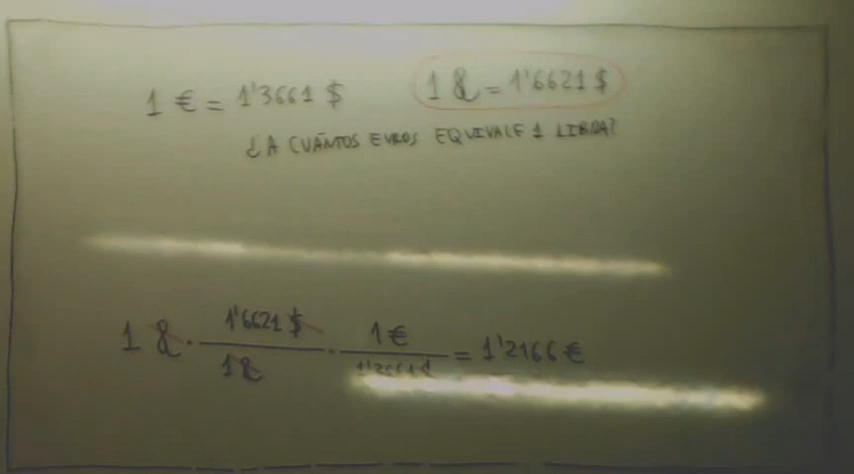 1 € = 1'3661 $ 1 £ = 1'6621 $
¿A CUÁNTOS EUROS EQUIVALE 1 LIBRA?
1 £ · 1'6621 $ / 1 £ · 1 € / = 1'2166 €